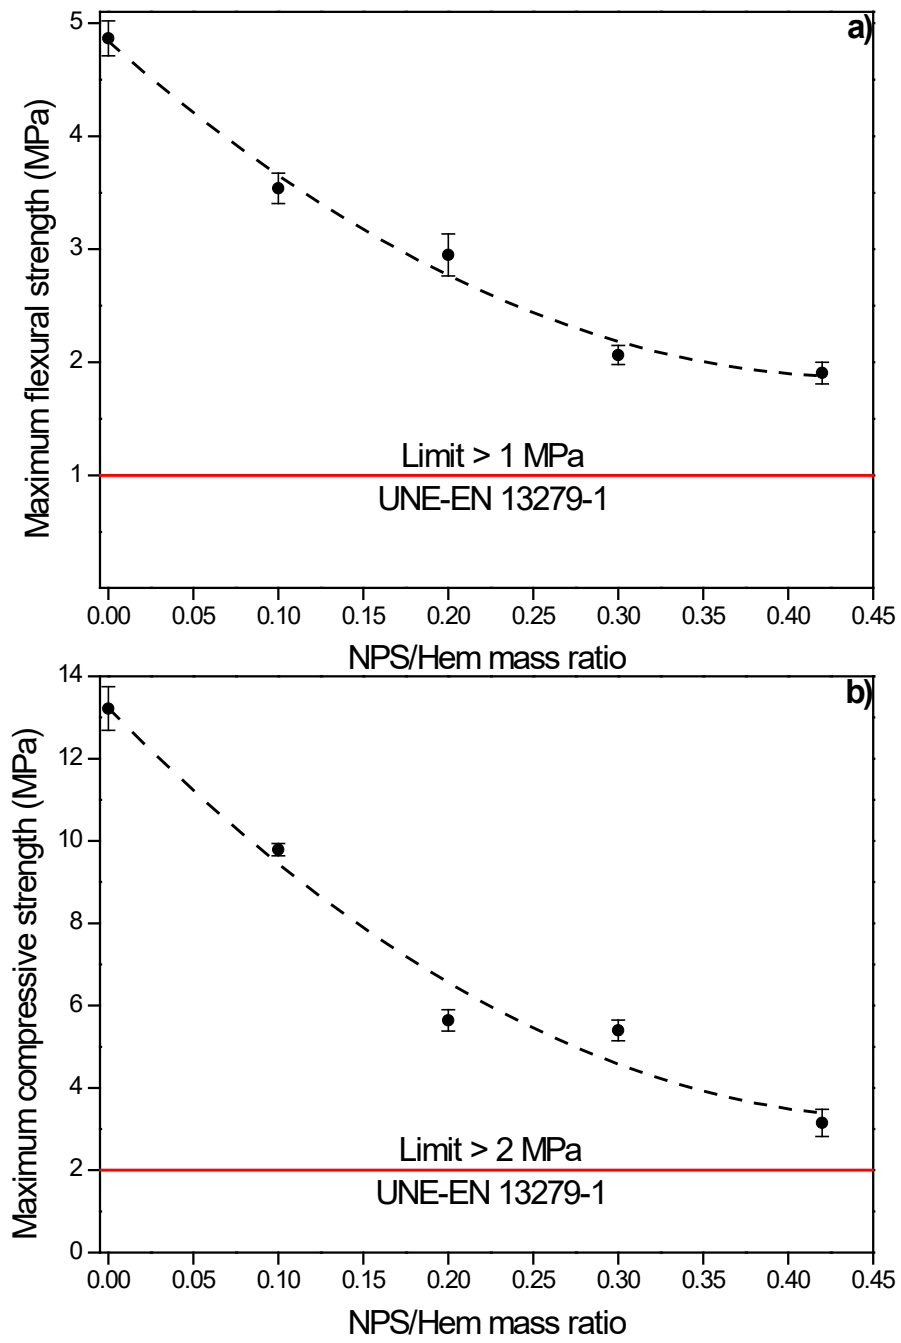 a)
Maximum flexural strength (MPa)
5
4
3
2
1
Limit > 1 MPa
UNE-EN 13279-1
0.00 0.05 0.10 0.15 0.20 0.25 0.30 0.35 0.40 0.45
NPS/Hem mass ratio
b)
Maximum compressive strength (MPa)
14
12
10
8
6
4
2
0
Limit > 2 MPa
UNE-EN 13279-1
0.00 0.05 0.10 0.15 0.20 0.25 0.30 0.35 0.40 0.45
NPS/Hem mass ratio